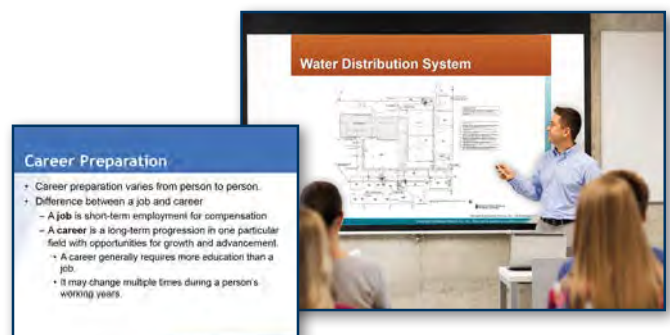 Water Distribution System
Career Preparation
• Career preparation varies from person to person.
• Difference between a job and career
– A job is short-term employment for compensation
– A career is a long-term progression in one particular
field with opportunities for growth and advancement.
• A career generally requires more education than a
job.
• It may change multiple times during a person's
working years.